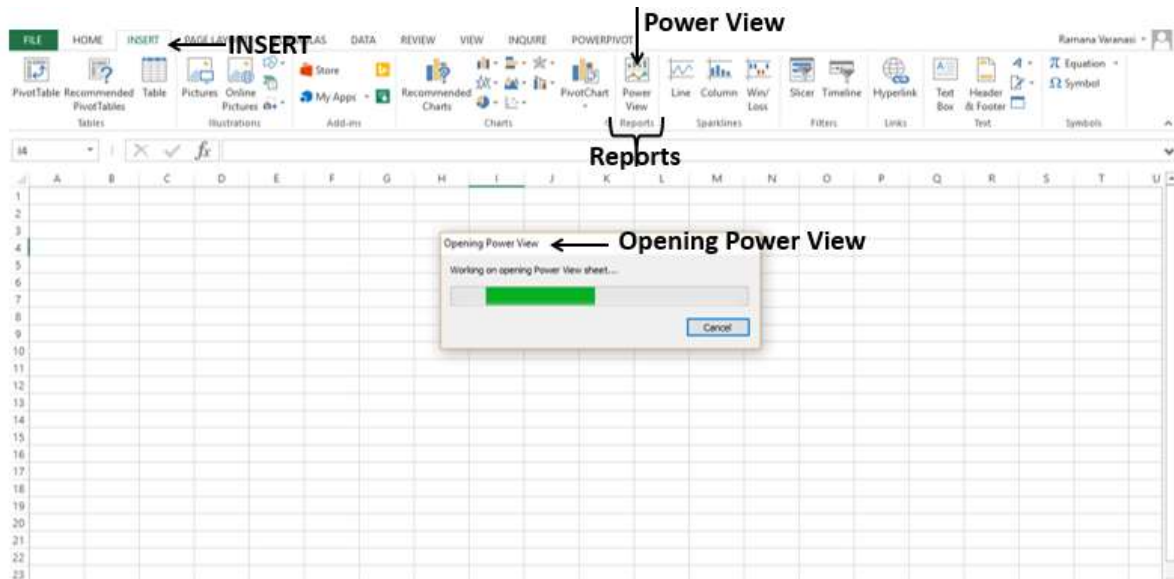 Power View
FILE HOME INSERT PAGE LAYOUT INSERT FORMULAS DATA REVIEW VIEW INQUIRE POWERPIVOT Ramana Varanasi
PivotTable Recommended PivotTables Table Pictures Online Pictures Store My Apps Recommended Charts PivotChart Power View Line Column Win/Loss Slicer Timeline Hyperlink Text Box Header & Footer π Equation Ω Symbol
Tables Illustrations Add-ins Charts Reports Sparklines Filters Links Text Symbols
Reports
I4 fx
A B C D E F G H I J K L M N O P Q R S T U
1
2
3
4
5
6
7
8
9
10
11
12
13
14
15
16
17
18
19
20
21
22
23
Opening Power View
Opening Power View
Working on opening Power View sheet....
Cancel